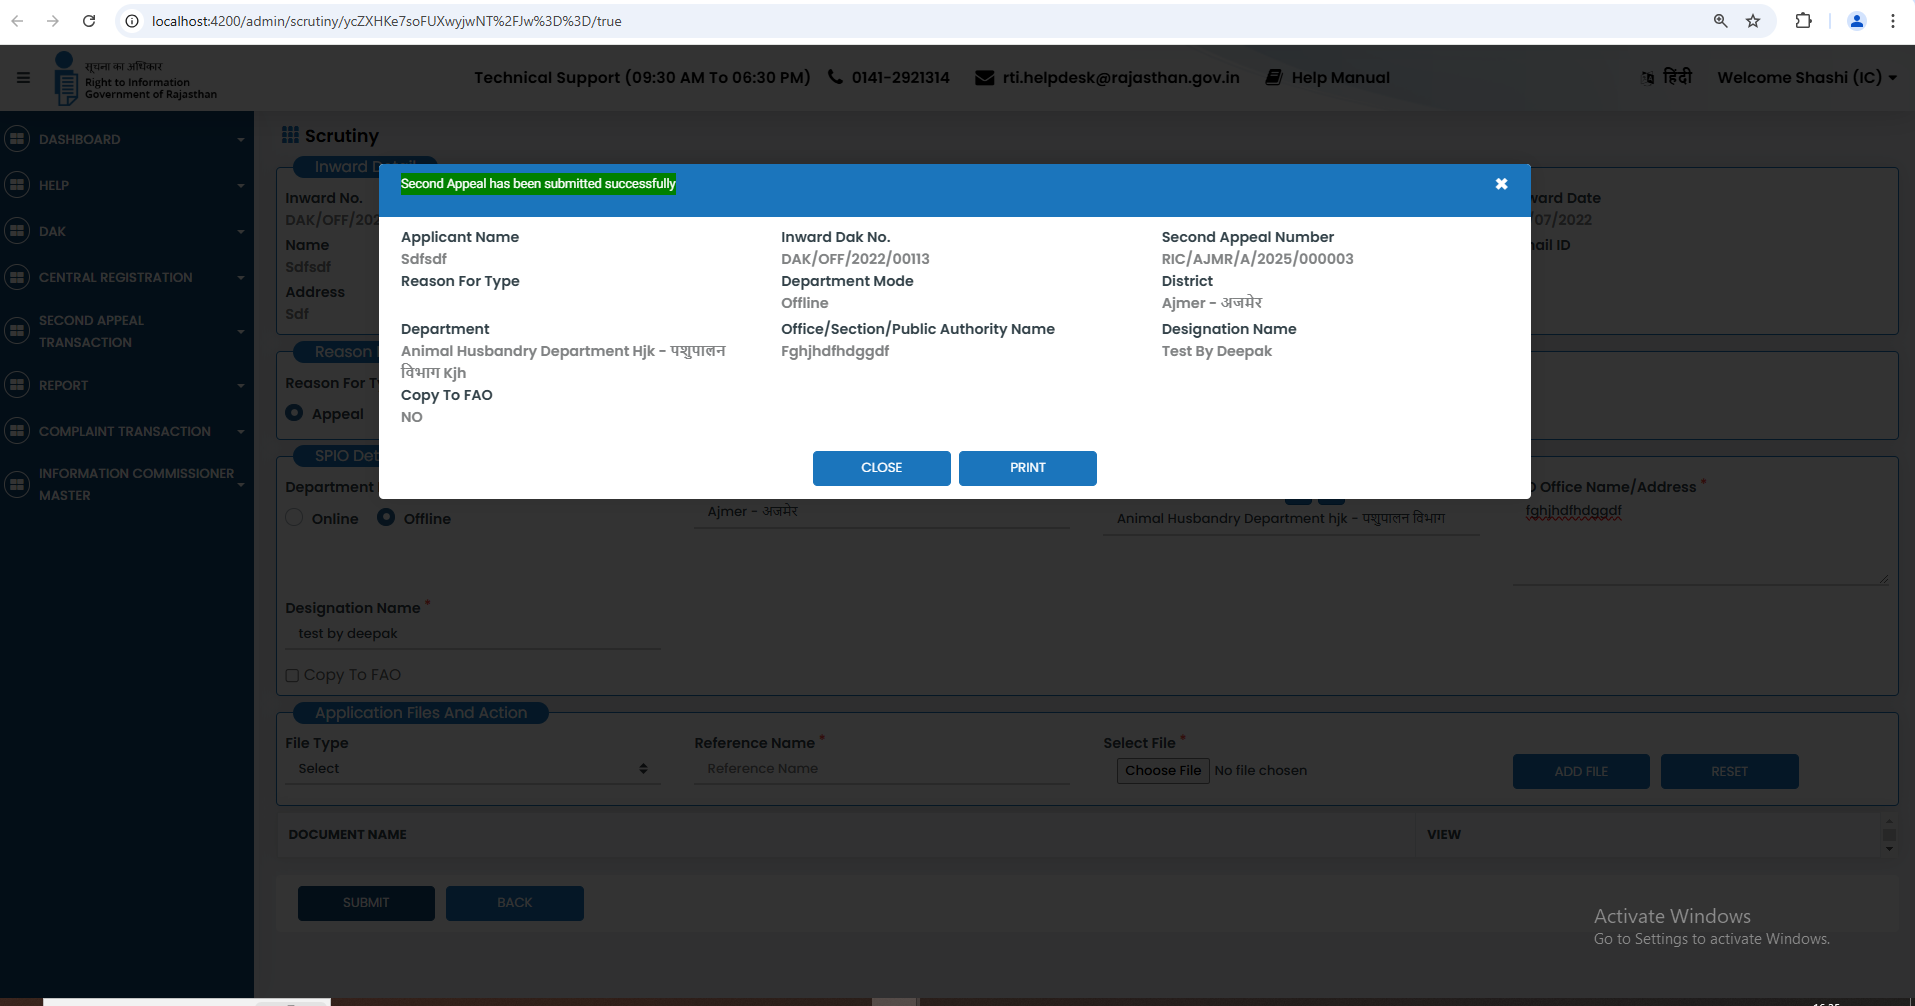 localhost:4200/admin/scrutiny/ycZXHKe7soFUXwyjwNT%2FJw%3D%3D/true
सूचना का अधिकार
Right to Information
Government of Rajasthan
Technical Support (09:30 AM To 06:30 PM) 0141-2921314 rti.helpdesk@rajasthan.gov.in Help Manual
हिंदी Welcome Shashi (IC)
DASHBOARD
HELP
DAK
CENTRAL REGISTRATION
SECOND APPEAL
TRANSACTION
REPORT
COMPLAINT TRANSACTION
INFORMATION COMMISSIONER
MASTER
Scrutiny
Inward
Inward No.
DAK/OFF/202
Name
Sdfsdf
Address
Sdf
ward Date
/07/2022
ail ID
Second Appeal has been submitted successfully
Applicant Name
Sdfsdf
Inward Dak No.
DAK/OFF/2022/00113
Second Appeal Number
RIC/AJMR/A/2025/000003
Reason For Type
Department Mode
Offline
District
Ajmer - अजमेर
Department
Animal Husbandry Department Hjk - पशुपालन
विभाग Kjh
Office/Section/Public Authority Name
Fghjhdfhdggdf
Designation Name
Test By Deepak
Copy To FAO
NO
CLOSE
PRINT
Reason
Reason For T
Appeal
SPIO Det
Department
Online Offline
Ajmer - अजमेर
Animal Husbandry Department hjk - पशुपालन विभाग
O Office Name/Address *
fghjhdfhdggdf
Designation Name *
test by deepak
Copy To FAO
Application Files And Action
File Type
Select
Reference Name *
Reference Name
Select File *
Choose File No file chosen
ADD FILE
RESET
DOCUMENT NAME VIEW
SUBMIT
BACK
Activate Windows
Go to Settings to activate Windows.